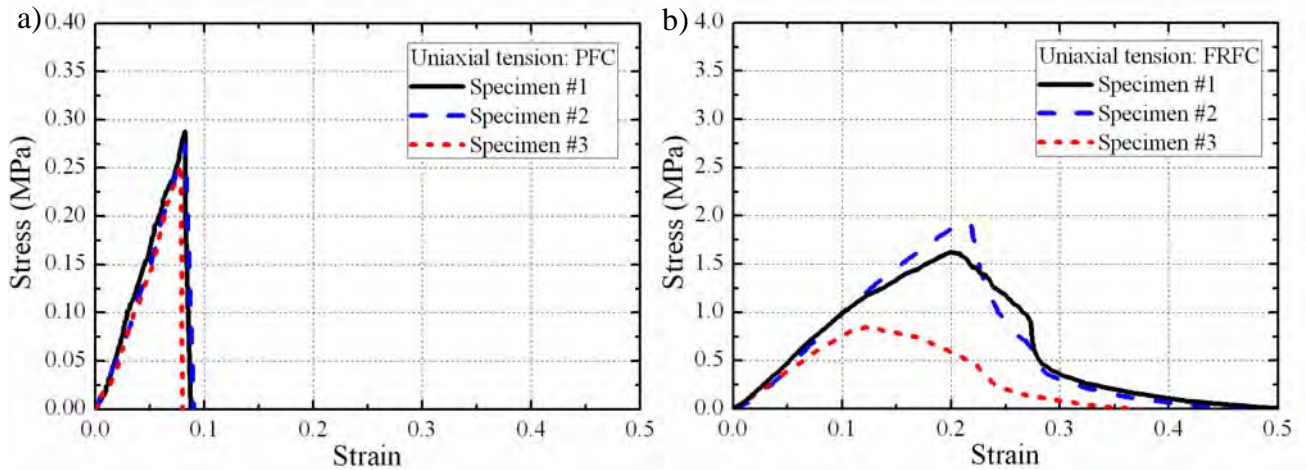 a)
0.40
0.35
0.30
0.25
0.20
0.15
0.10
0.05
0.00
Stress (MPa)
Uniaxial tension: PFC
Specimen #1
Specimen #2
Specimen #3
0.0 0.1 0.2 0.3 0.4 0.5
Strain
b)
4.0
3.5
3.0
2.5
2.0
1.5
1.0
0.5
0.0
Stress (MPa)
Uniaxial tension: FRFC
Specimen #1
Specimen #2
Specimen #3
0.0 0.1 0.2 0.3 0.4 0.5
Strain